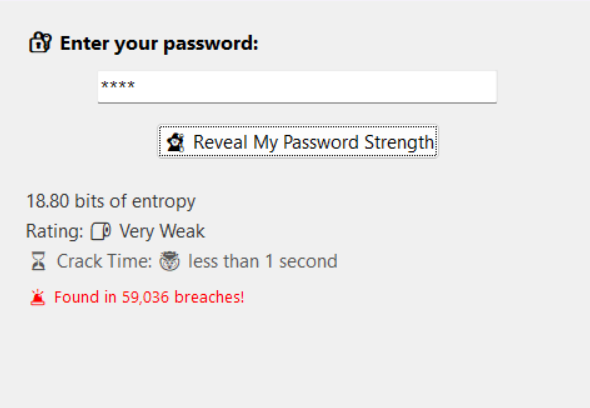 Enter your password:
****
Reveal My Password Strength
18.80 bits of entropy
Rating: Very Weak
Crack Time: less than 1 second
Found in 59,036 breaches!